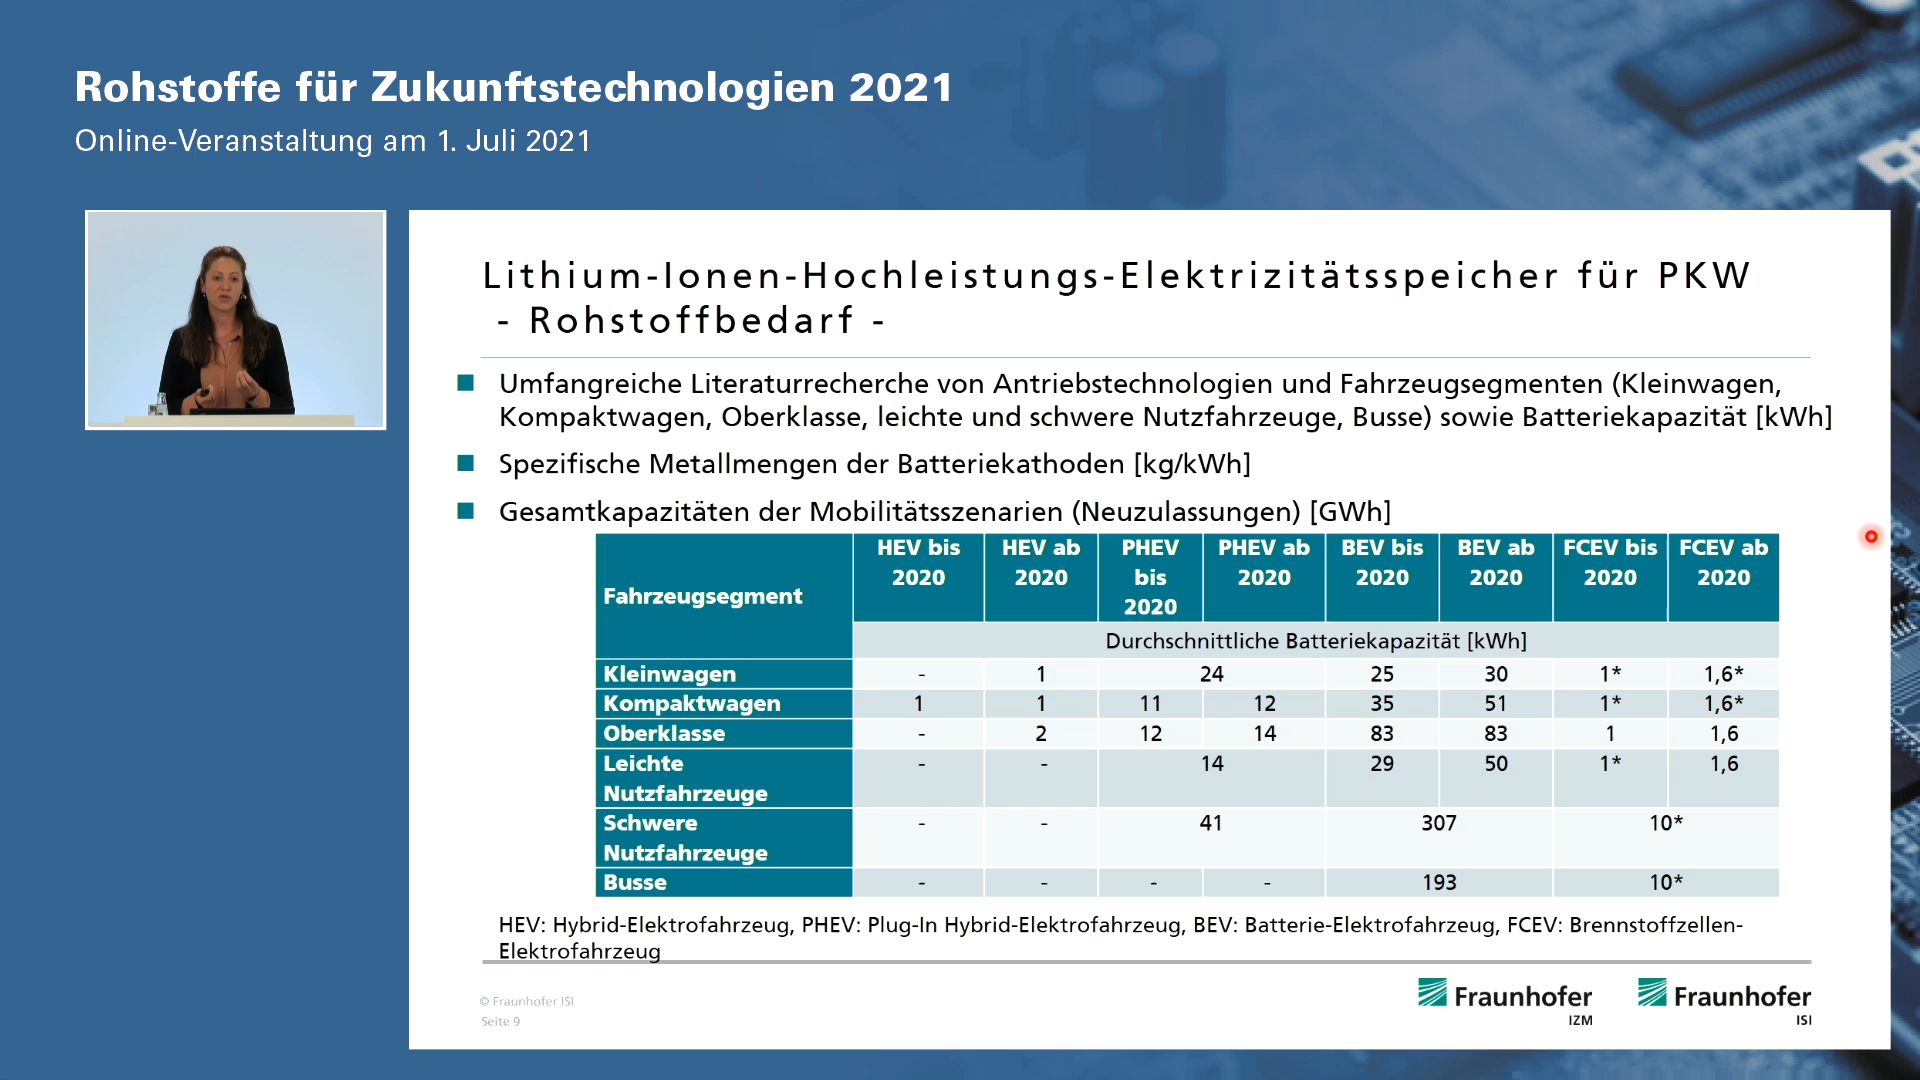 Rohstoffe für Zukunftstechnologien 2021
Online-Veranstaltung am 1. Juli 2021
Lithium-Ionen-Hochleistungs-Elektrizitätsspeicher für PKW
- Rohstoffbedarf -
Umfangreiche Literaturrecherche von Antriebstechnologien und Fahrzeugsegmenten (Kleinwagen,
Kompaktwagen, Oberklasse, leichte und schwere Nutzfahrzeuge, Busse) sowie Batteriekapazität [kWh]
Spezifische Metallmengen der Batteriekathoden [kg/kWh]
Gesamtkapazitäten der Mobilitätsszenarien (Neuzulassungen) [GWh]
Fahrzeugsegment HEV bis 2020 HEV ab 2020 PHEV bis 2020 PHEV ab 2020 BEV bis 2020 BEV ab 2020 FCEV bis 2020 FCEV ab 2020
Durchschnittliche Batteriekapazität [kWh]
Kleinwagen - 1 24 25 30 1* 1,6*
Kompaktwagen 1 1 11 12 35 51 1* 1,6*
Oberklasse - 2 12 14 83 83 1 1,6
Leichte Nutzfahrzeuge - - 14 29 50 1* 1,6
Schwere Nutzfahrzeuge - - 41 307 10*
Busse - - - - 193 10*
HEV: Hybrid-Elektrofahrzeug, PHEV: Plug-In Hybrid-Elektrofahrzeug, BEV: Batterie-Elektrofahrzeug, FCEV: Brennstoffzellen-
Elektrofahrzeug
© Fraunhofer ISI
Seite 9
Fraunhofer
IZM
Fraunhofer
ISI